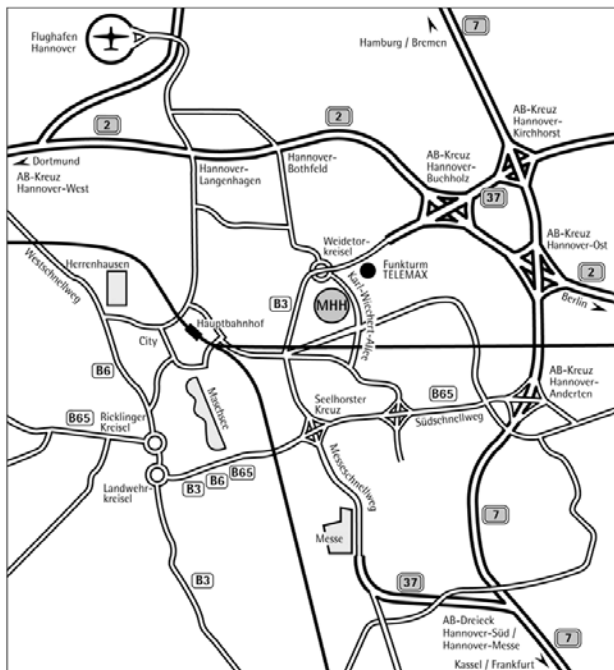 7
Hamburg / Bremen
Flughafen
Hannover
2
2
AB-Kreuz
Hannover-
Kirchhorst
Dortmund
AB-Kreuz
Hannover-West
Hannover-
Langenhagen
Hannover-
Bothfeld
AB-Kreuz
Hannover-
Buchholz
37
AB-Kreuz
Hannover-Ost
2
Berlin
Westschnellweg
Herrenhausen
Weidetor-
kreisel
Funkturm
TELEMAX
B3
MHH
Karl-Wiechert-Allee
Hauptbahnhof
City
B6
Maschsee
B65
Ricklinger
Kreisel
Seelhorster
Kreuz
B65
Südschnellweg
AB-Kreuz
Hannover-
Anderten
Landwehr-
kreisel
B3
B6
B65
Messeschnellweg
7
Messe
B3
37
AB-Dreieck
Hannover-Süd /
Hannover-Messe
7
Kassel / Frankfurt